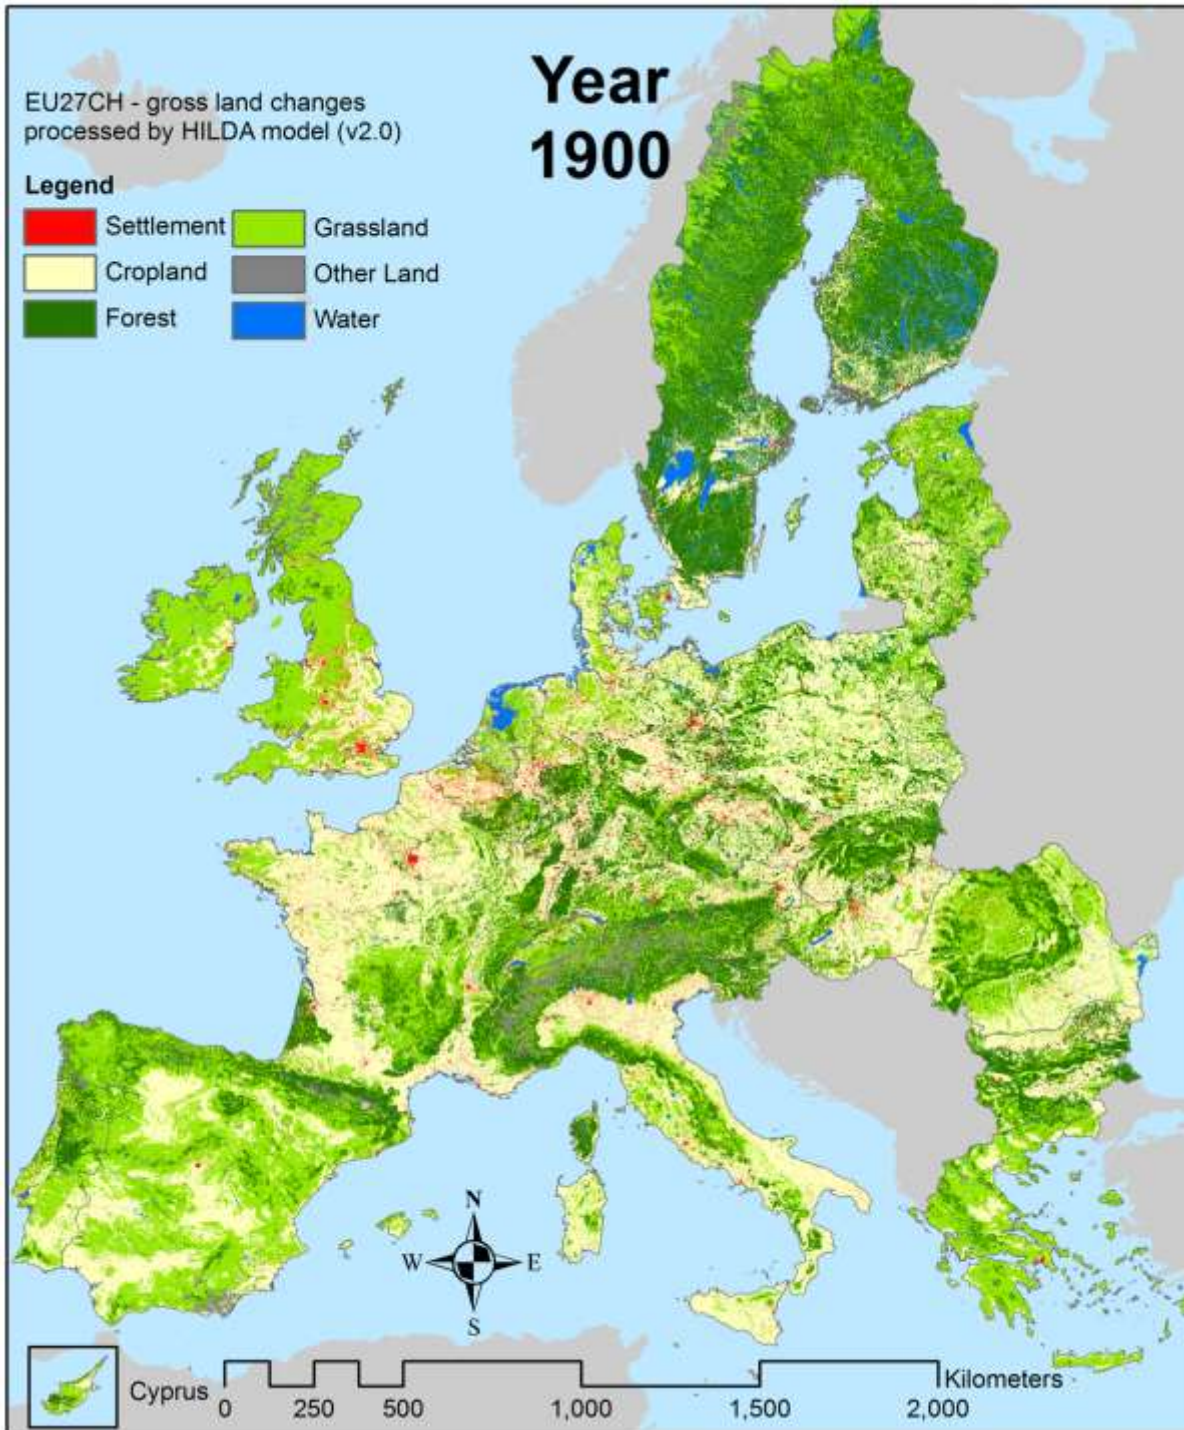 Year
1900
EU27CH - gross land changes
processed by HILDA model (v2.0)
Legend
Settlement
Grassland
Cropland
Other Land
Forest
Water
N
W
E
S
Cyprus
Kilometers
0
250
500
1,000
1,500
2,000